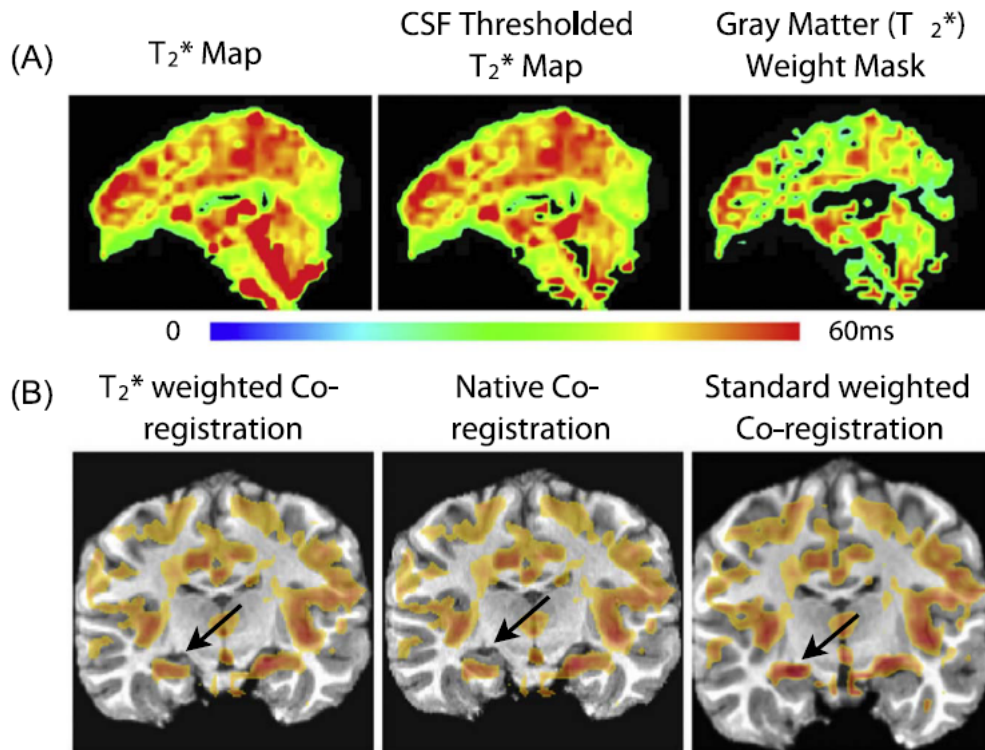 (A)
T2* Map
CSF Thresholded
T2* Map
Gray Matter (T 2*)
Weight Mask
0
60ms
(B)
T2* weighted Co-
registration
Native Co-
registration
Standard weighted
Co-registration